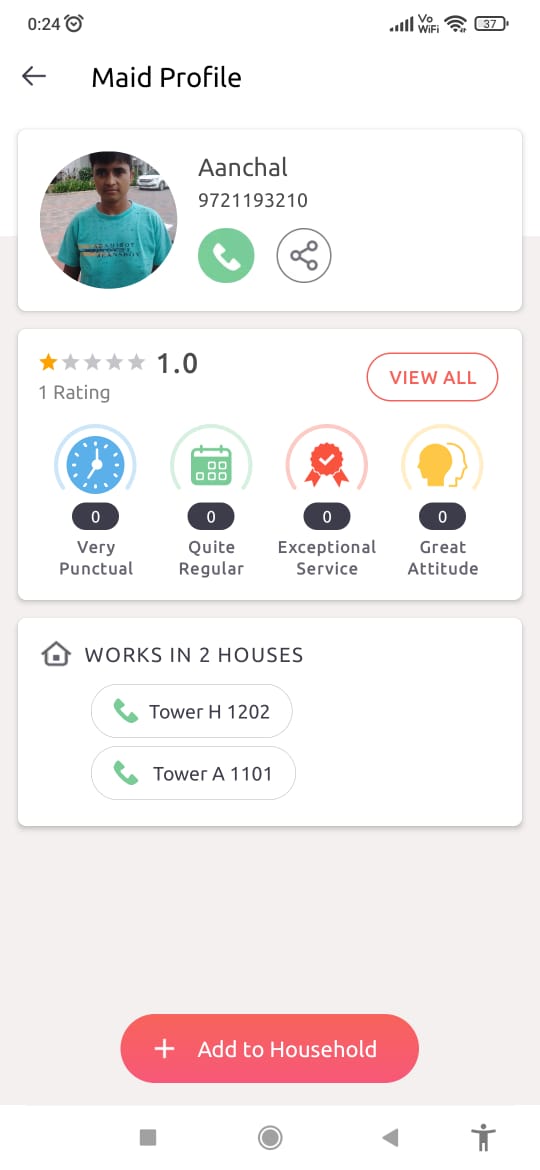 0:24
Vo
WiFi
37
Maid Profile
Aanchal
9721193210
1.0
VIEW ALL
1 Rating
0
0
0
0
Very
Punctual
Quite
Regular
Exceptional
Service
Great
Attitude
WORKS IN 2 HOUSES
Tower H 1202
Tower A 1101
+ Add to Household